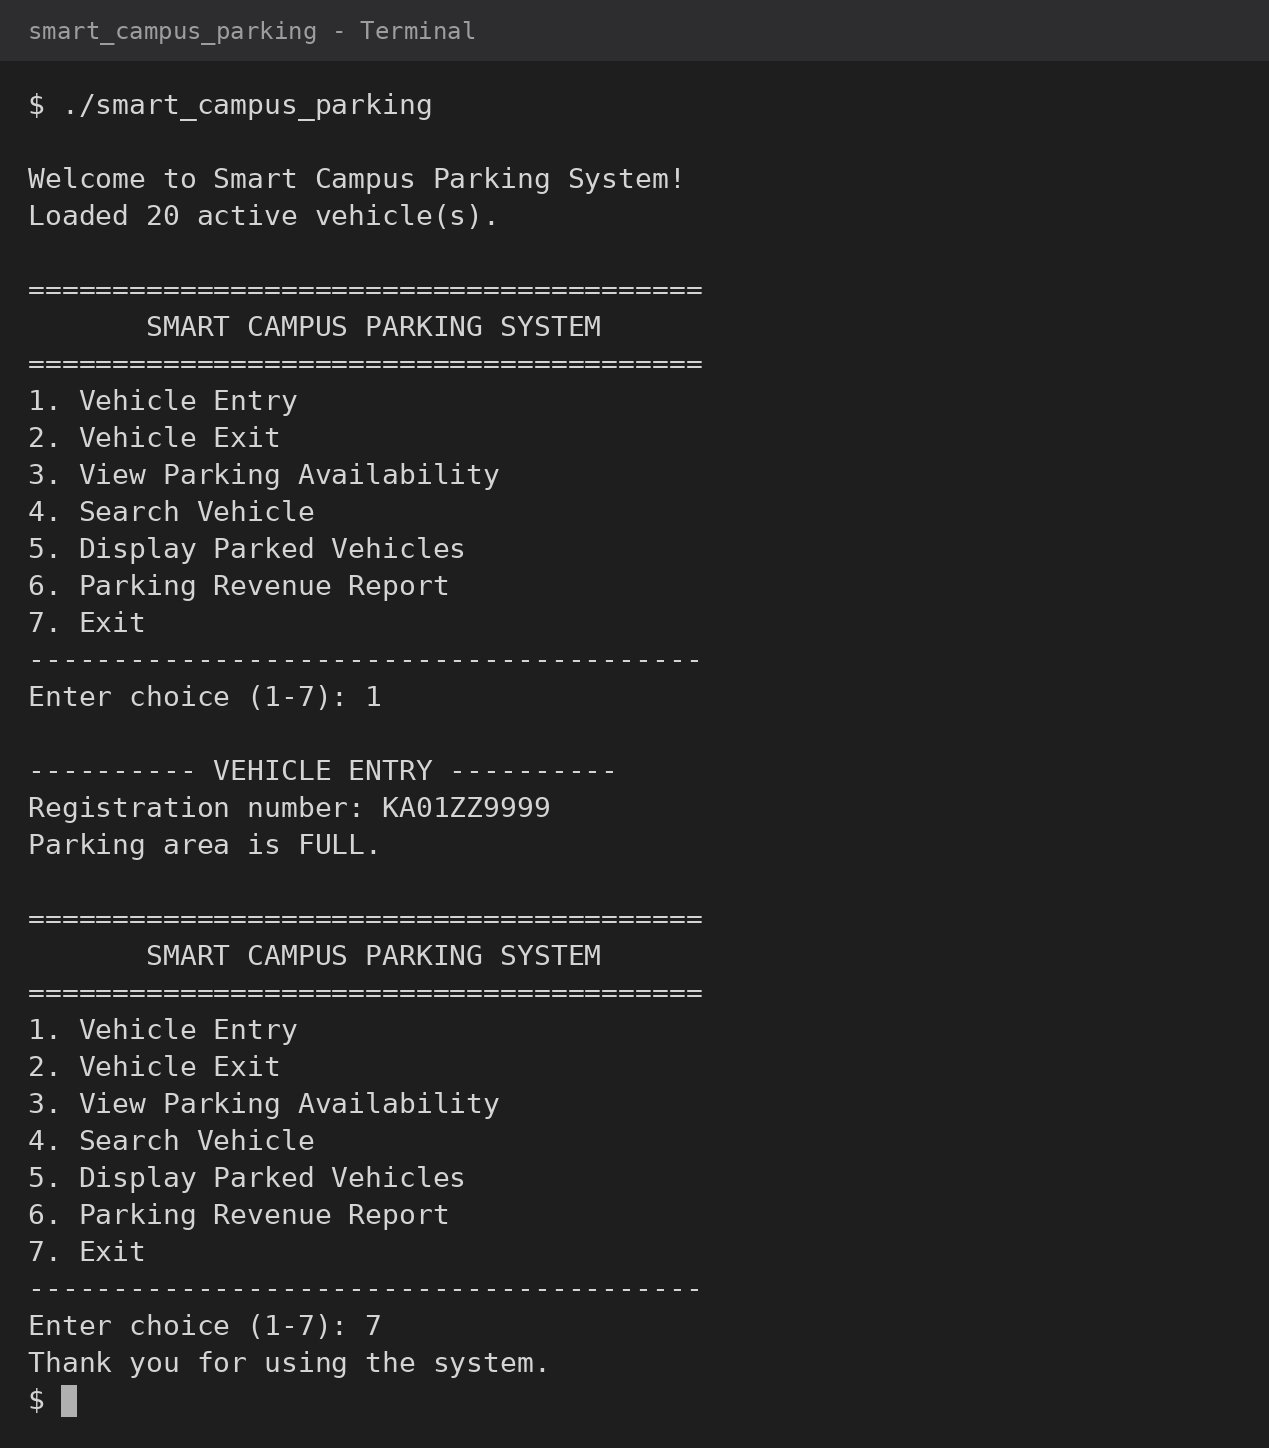 smart_campus_parking - Terminal
$ ./smart_campus_parking
Welcome to Smart Campus Parking System!
Loaded 20 active vehicle(s).
========================================
SMART CAMPUS PARKING SYSTEM
========================================
1. Vehicle Entry
2. Vehicle Exit
3. View Parking Availability
4. Search Vehicle
5. Display Parked Vehicles
6. Parking Revenue Report
7. Exit
----------------------------------------
Enter choice (1-7): 1
---------- VEHICLE ENTRY ----------
Registration number: KA01ZZ9999
Parking area is FULL.
========================================
SMART CAMPUS PARKING SYSTEM
========================================
1. Vehicle Entry
2. Vehicle Exit
3. View Parking Availability
4. Search Vehicle
5. Display Parked Vehicles
6. Parking Revenue Report
7. Exit
----------------------------------------
Enter choice (1-7): 7
Thank you for using the system.
$